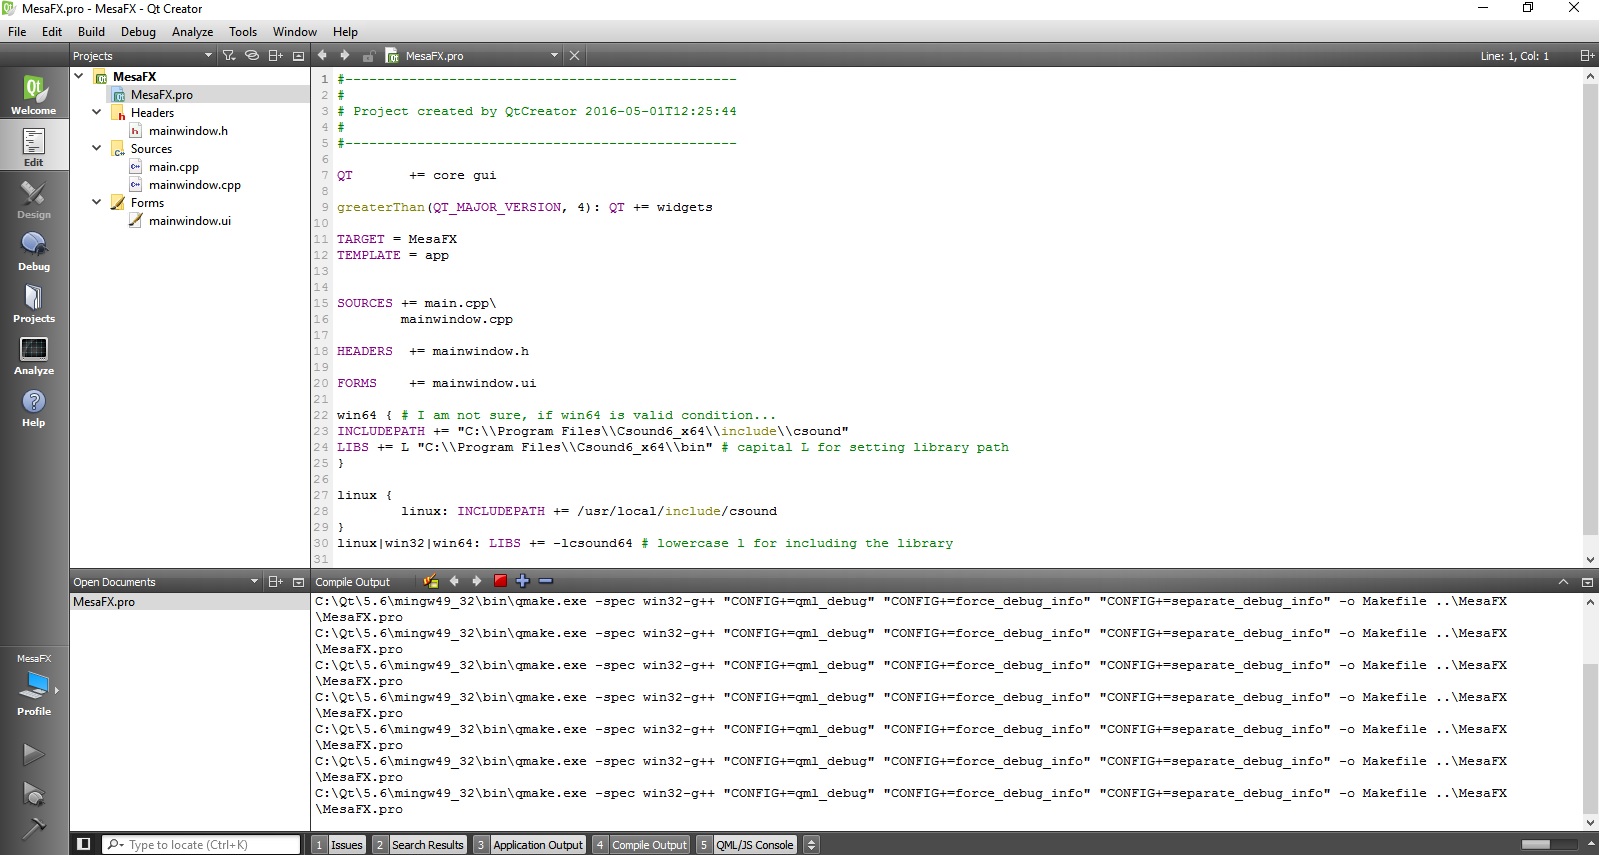 MesaFX.pro - MesaFX - Qt Creator
File Edit Build Debug Analyze Tools Window Help
Projects
MesaFX.pro
Line: 1, Col: 1
Welcome
Edit
Design
Debug
Projects
Analyze
Help
MesaFX
Profile
MesaFX
MesaFX.pro
Headers
mainwindow.h
Sources
main.cpp
mainwindow.cpp
Forms
mainwindow.ui
1 #-------------------------------------------------
2 #
3 # Project created by QtCreator 2016-05-01T12:25:44
4 #
5 #-------------------------------------------------
6
7 QT       += core gui
8
9 greaterThan(QT_MAJOR_VERSION, 4): QT += widgets
10
11 TARGET = MesaFX
12 TEMPLATE = app
13
14
15 SOURCES += main.cpp\
16         mainwindow.cpp
17
18 HEADERS  += mainwindow.h
19
20 FORMS    += mainwindow.ui
21
22 win64 { # I am not sure, if win64 is valid condition...
23 INCLUDEPATH += "C:\\Program Files\\Csound6_x64\\include\\csound"
24 LIBS += L "C:\\Program Files\\Csound6_x64\\bin" # capital L for setting library path
25 }
26
27 linux {
28         linux: INCLUDEPATH += /usr/local/include/csound
29 }
30 linux|win32|win64: LIBS += -lcsound64 # lowercase l for including the library
31
Open Documents
MesaFX.pro
Compile Output
C:\Qt\5.6\mingw49_32\bin\qmake.exe -spec win32-g++ "CONFIG+=qml_debug" "CONFIG+=force_debug_info" "CONFIG+=separate_debug_info" -o Makefile ..\MesaFX
\MesaFX.pro
C:\Qt\5.6\mingw49_32\bin\qmake.exe -spec win32-g++ "CONFIG+=qml_debug" "CONFIG+=force_debug_info" "CONFIG+=separate_debug_info" -o Makefile ..\MesaFX
\MesaFX.pro
C:\Qt\5.6\mingw49_32\bin\qmake.exe -spec win32-g++ "CONFIG+=qml_debug" "CONFIG+=force_debug_info" "CONFIG+=separate_debug_info" -o Makefile ..\MesaFX
\MesaFX.pro
C:\Qt\5.6\mingw49_32\bin\qmake.exe -spec win32-g++ "CONFIG+=qml_debug" "CONFIG+=force_debug_info" "CONFIG+=separate_debug_info" -o Makefile ..\MesaFX
\MesaFX.pro
C:\Qt\5.6\mingw49_32\bin\qmake.exe -spec win32-g++ "CONFIG+=qml_debug" "CONFIG+=force_debug_info" "CONFIG+=separate_debug_info" -o Makefile ..\MesaFX
\MesaFX.pro
C:\Qt\5.6\mingw49_32\bin\qmake.exe -spec win32-g++ "CONFIG+=qml_debug" "CONFIG+=force_debug_info" "CONFIG+=separate_debug_info" -o Makefile ..\MesaFX
\MesaFX.pro
C:\Qt\5.6\mingw49_32\bin\qmake.exe -spec win32-g++ "CONFIG+=qml_debug" "CONFIG+=force_debug_info" "CONFIG+=separate_debug_info" -o Makefile ..\MesaFX
\MesaFX.pro
Type to locate (Ctrl+K) 1 Issues 2 Search Results 3 Application Output 4 Compile Output 5 QML/JS Console